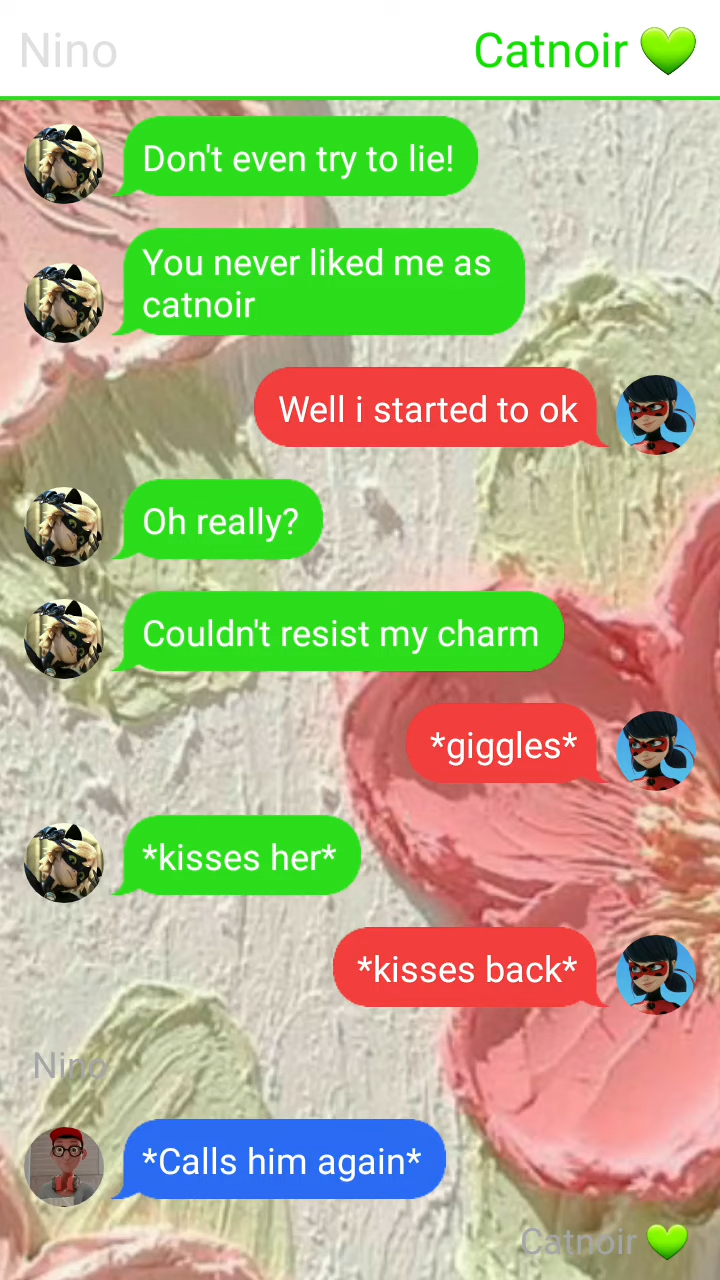 Nino
Catnoir 💚
Don't even try to lie!
You never liked me as
catnoir
Well i started to ok
Oh really?
Couldn't resist my charm
*giggles*
*kisses her*
*kisses back*
Nino
*Calls him again*
Catnoir 💚